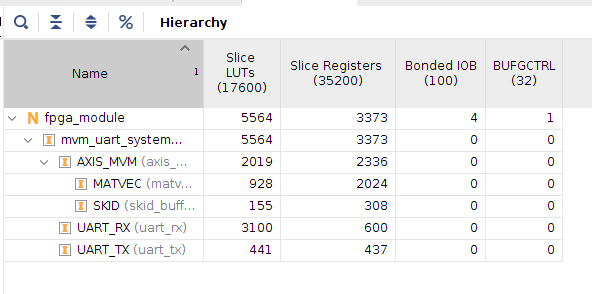 Hierarchy
Name 1 Slice LUTs (17600) Slice Registers (35200) Bonded IOB (100) BUFGCTRL (32)
N fpga_module 5564 3373 4 1
I mvm_uart_system... 5564 3373 0 0
I AXIS_MVM (axis_... 2019 2336 0 0
I MATVEC (matv... 928 2024 0 0
I SKID (skid_buff... 155 308 0 0
I UART_RX (uart_rx) 3100 600 0 0
I UART_TX (uart_tx) 441 437 0 0